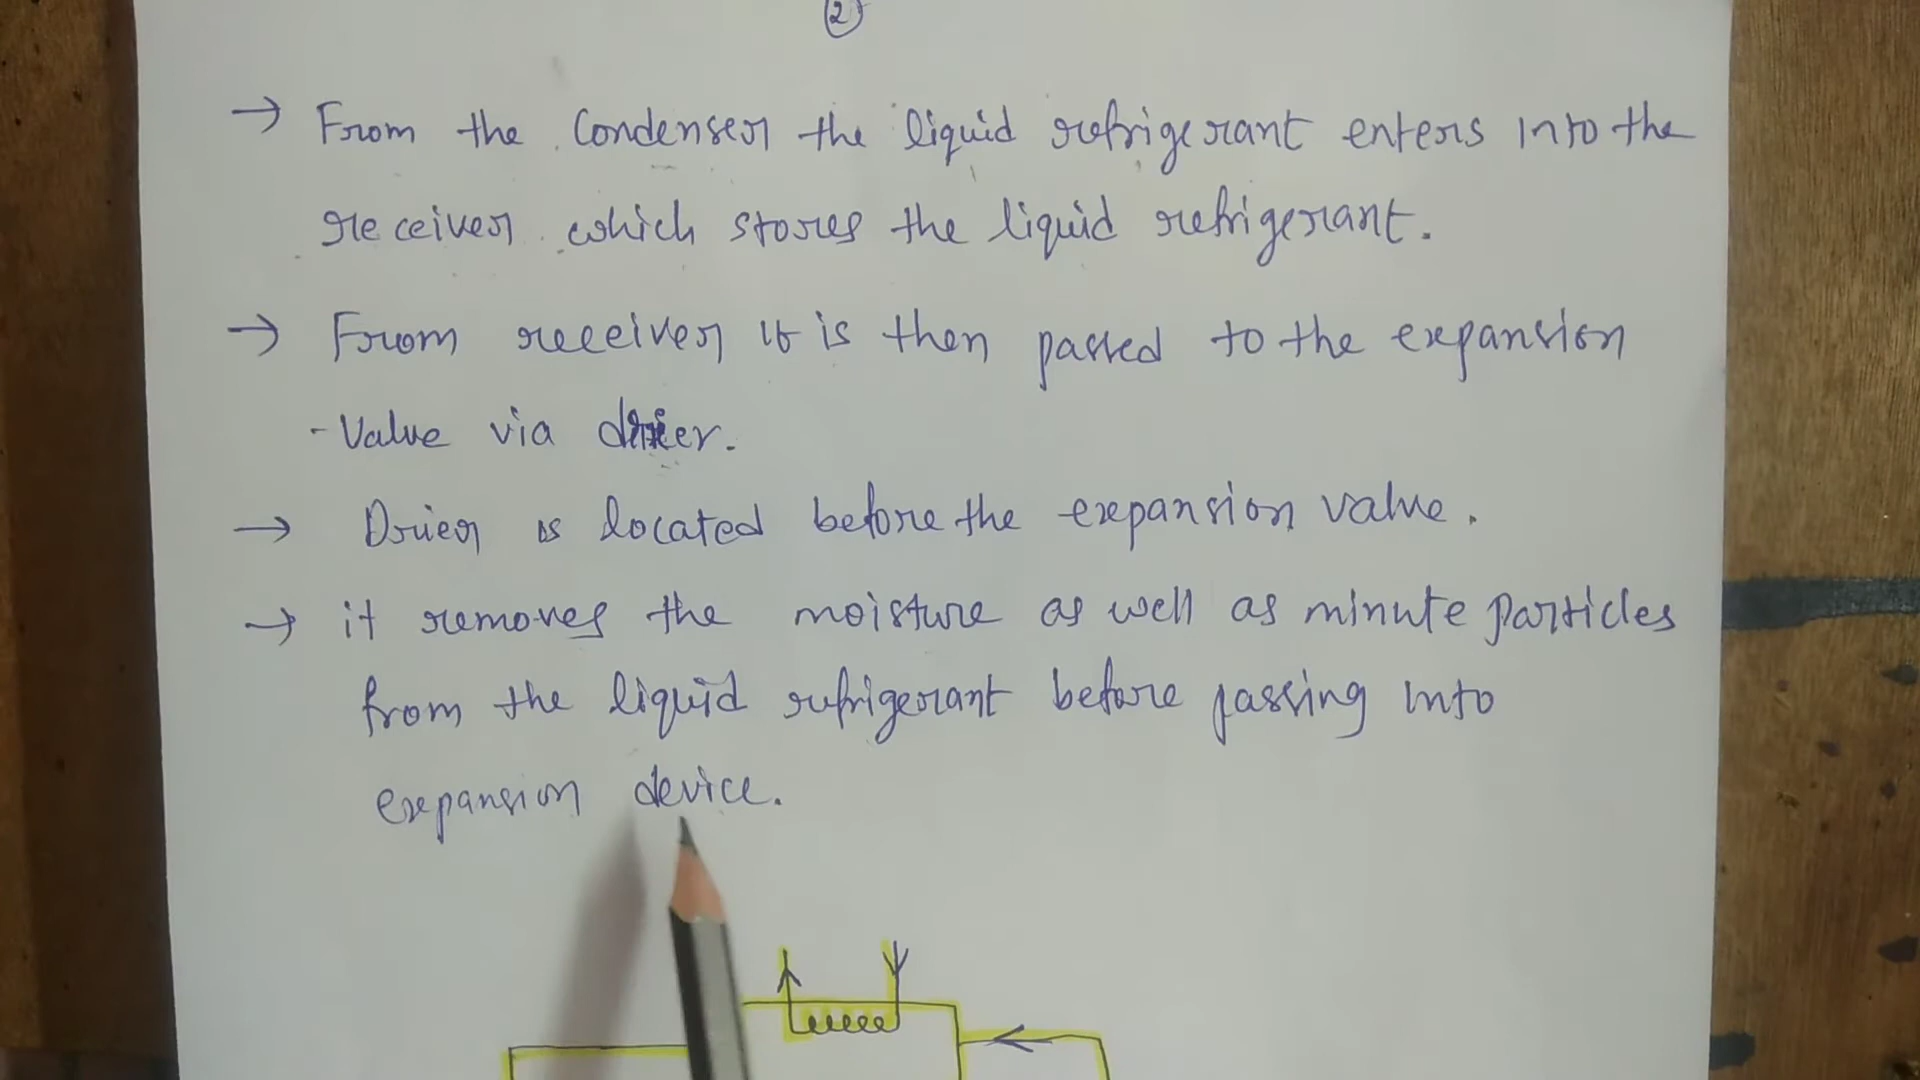 2
→ From the Condenser the liquid refrigerant enters into the
receiver which stores the liquid refrigerant.
→ From receiver it is then passed to the expansion
- Valve via drier.
→ Drier is located before the expansion valve.
→ it removes the moisture as well as minute particles
from the liquid refrigerant before passing into
expansion device.